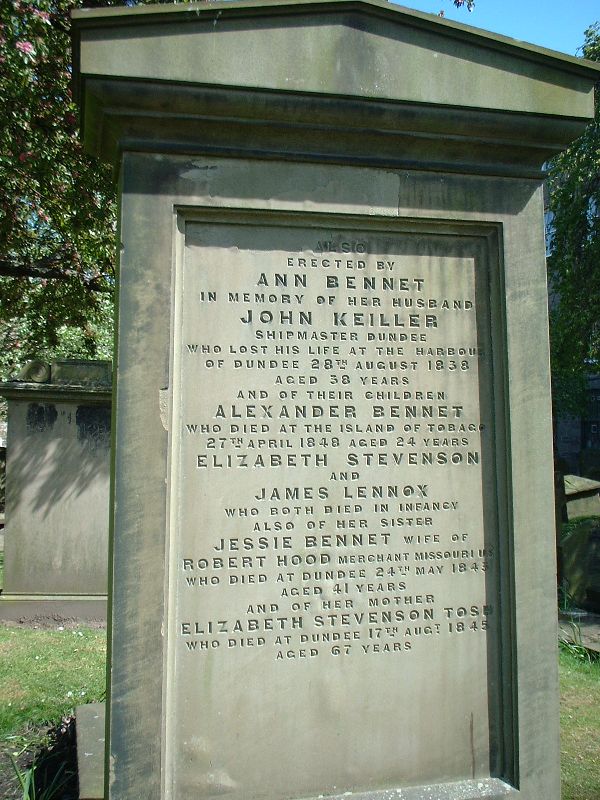 ALSO
ERECTED BY
ANN BENNET
IN MEMORY OF HER HUSBAND
JOHN KEILLER
SHIPMASTER DUNDEE
WHO LOST HIS LIFE AT THE HARBOUR
OF DUNDEE 28TH AUGUST 1838
AGED 38 YEARS
AND OF THEIR CHILDREN
ALEXANDER BENNET
WHO DIED AT THE ISLAND OF TOBAGO
27TH APRIL 1848 AGED 24 YEARS
ELIZABETH STEVENSON
AND
JAMES LENNOX
WHO BOTH DIED IN INFANCY
ALSO OF HER SISTER
JESSIE BENNET WIFE OF
ROBERT HOOD MERCHANT MISSOURI US
WHO DIED AT DUNDEE 24TH MAY 1843
AGED 41 YEARS
AND OF HER MOTHER
ELIZABETH STEVENSON TOSH
WHO DIED AT DUNDEE 17TH AUGT 1845
AGED 67 YEARS